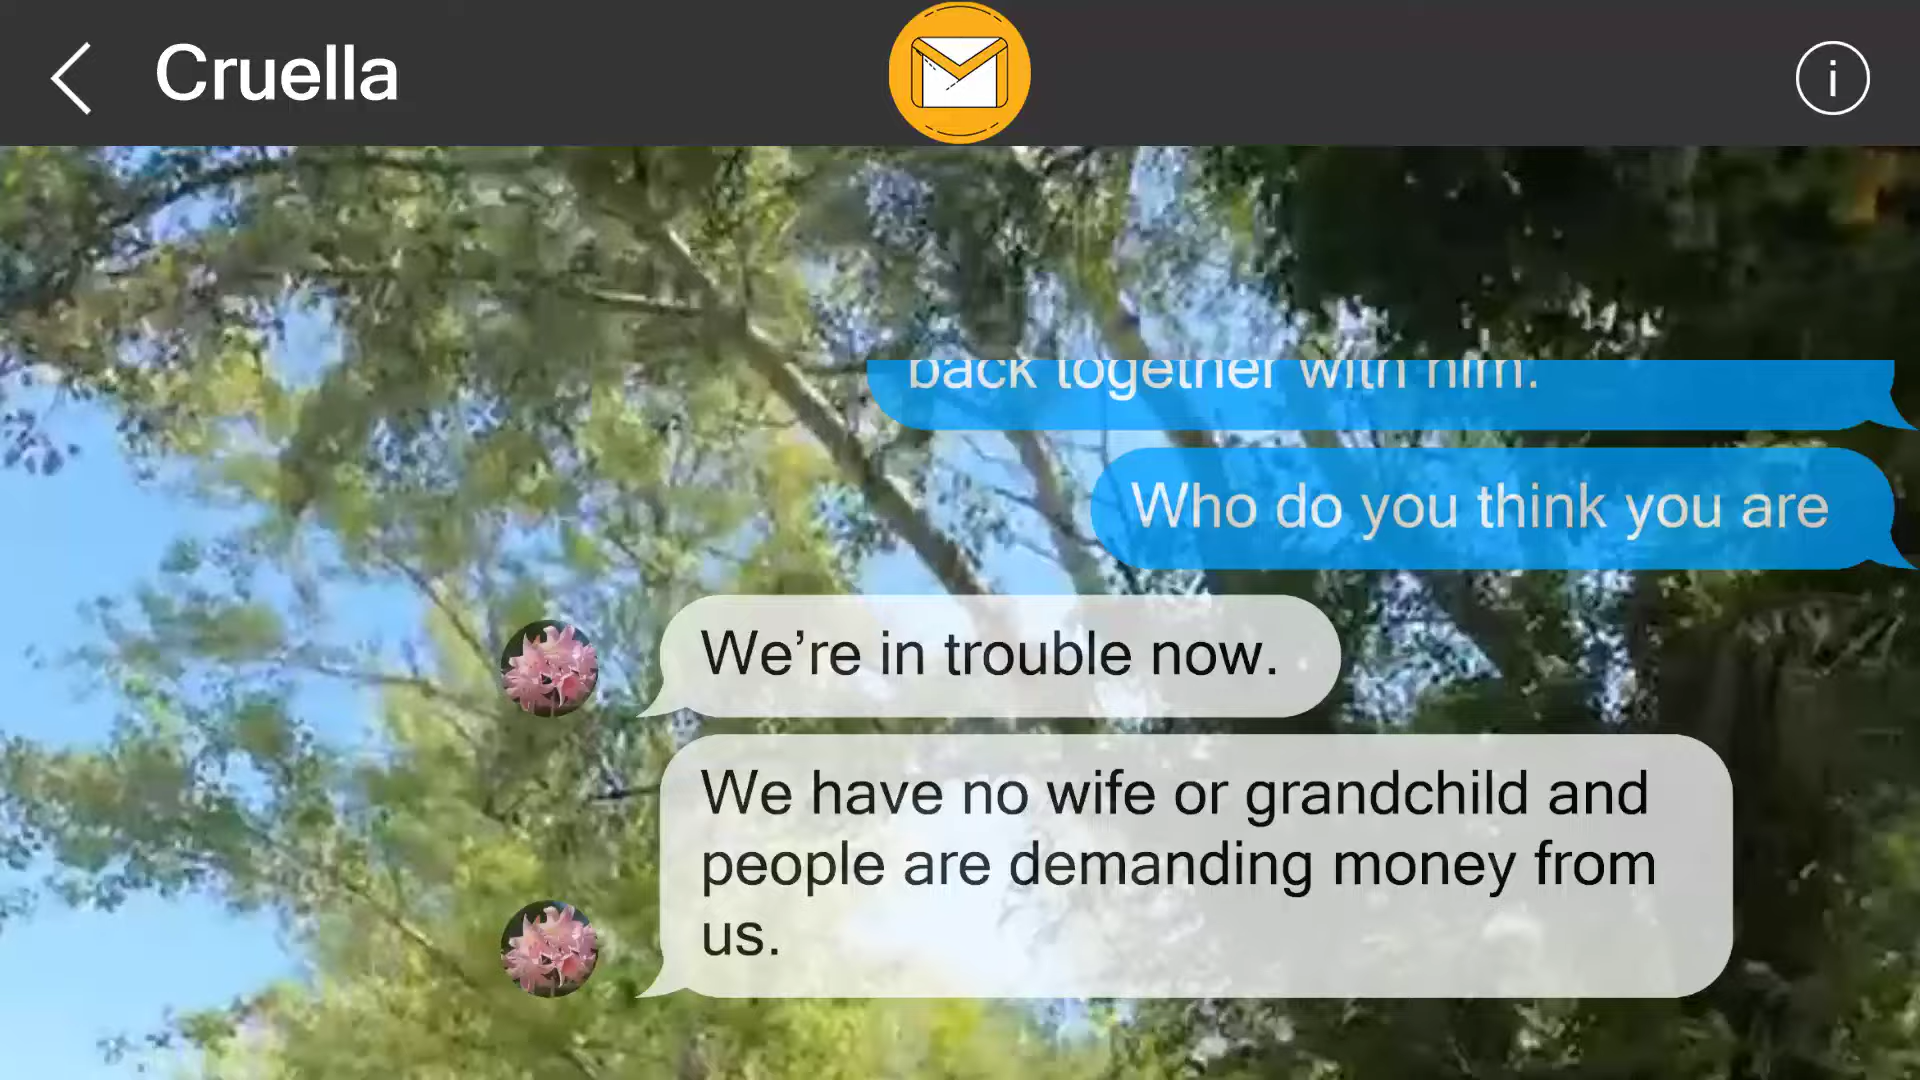 Cruella
back together with him.
Who do you think you are
We’re in trouble now.
We have no wife or grandchild and
people are demanding money from
us.